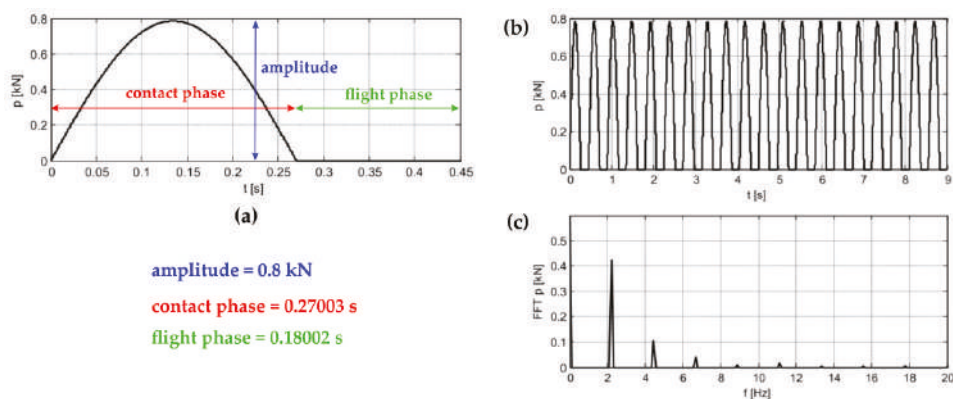 0.8
0.6
0.4
0.2
0
p [kN]
amplitude
contact phase
flight phase
0 0.05 0.1 0.15 0.2 0.25 0.3 0.35 0.4 0.45
t [s]
(a)
amplitude = 0.8 kN
contact phase = 0.27003 s
flight phase = 0.18002 s
(b)
0.8
0.6
0.4
0.2
0
p [kN]
0 1 2 3 4 5 6 7 8 9
t [s]
(c)
0.5
0.4
0.3
0.2
0.1
0
FFT p [kN]
0 2 4 6 8 10 12 14 16 18 20
f [Hz]